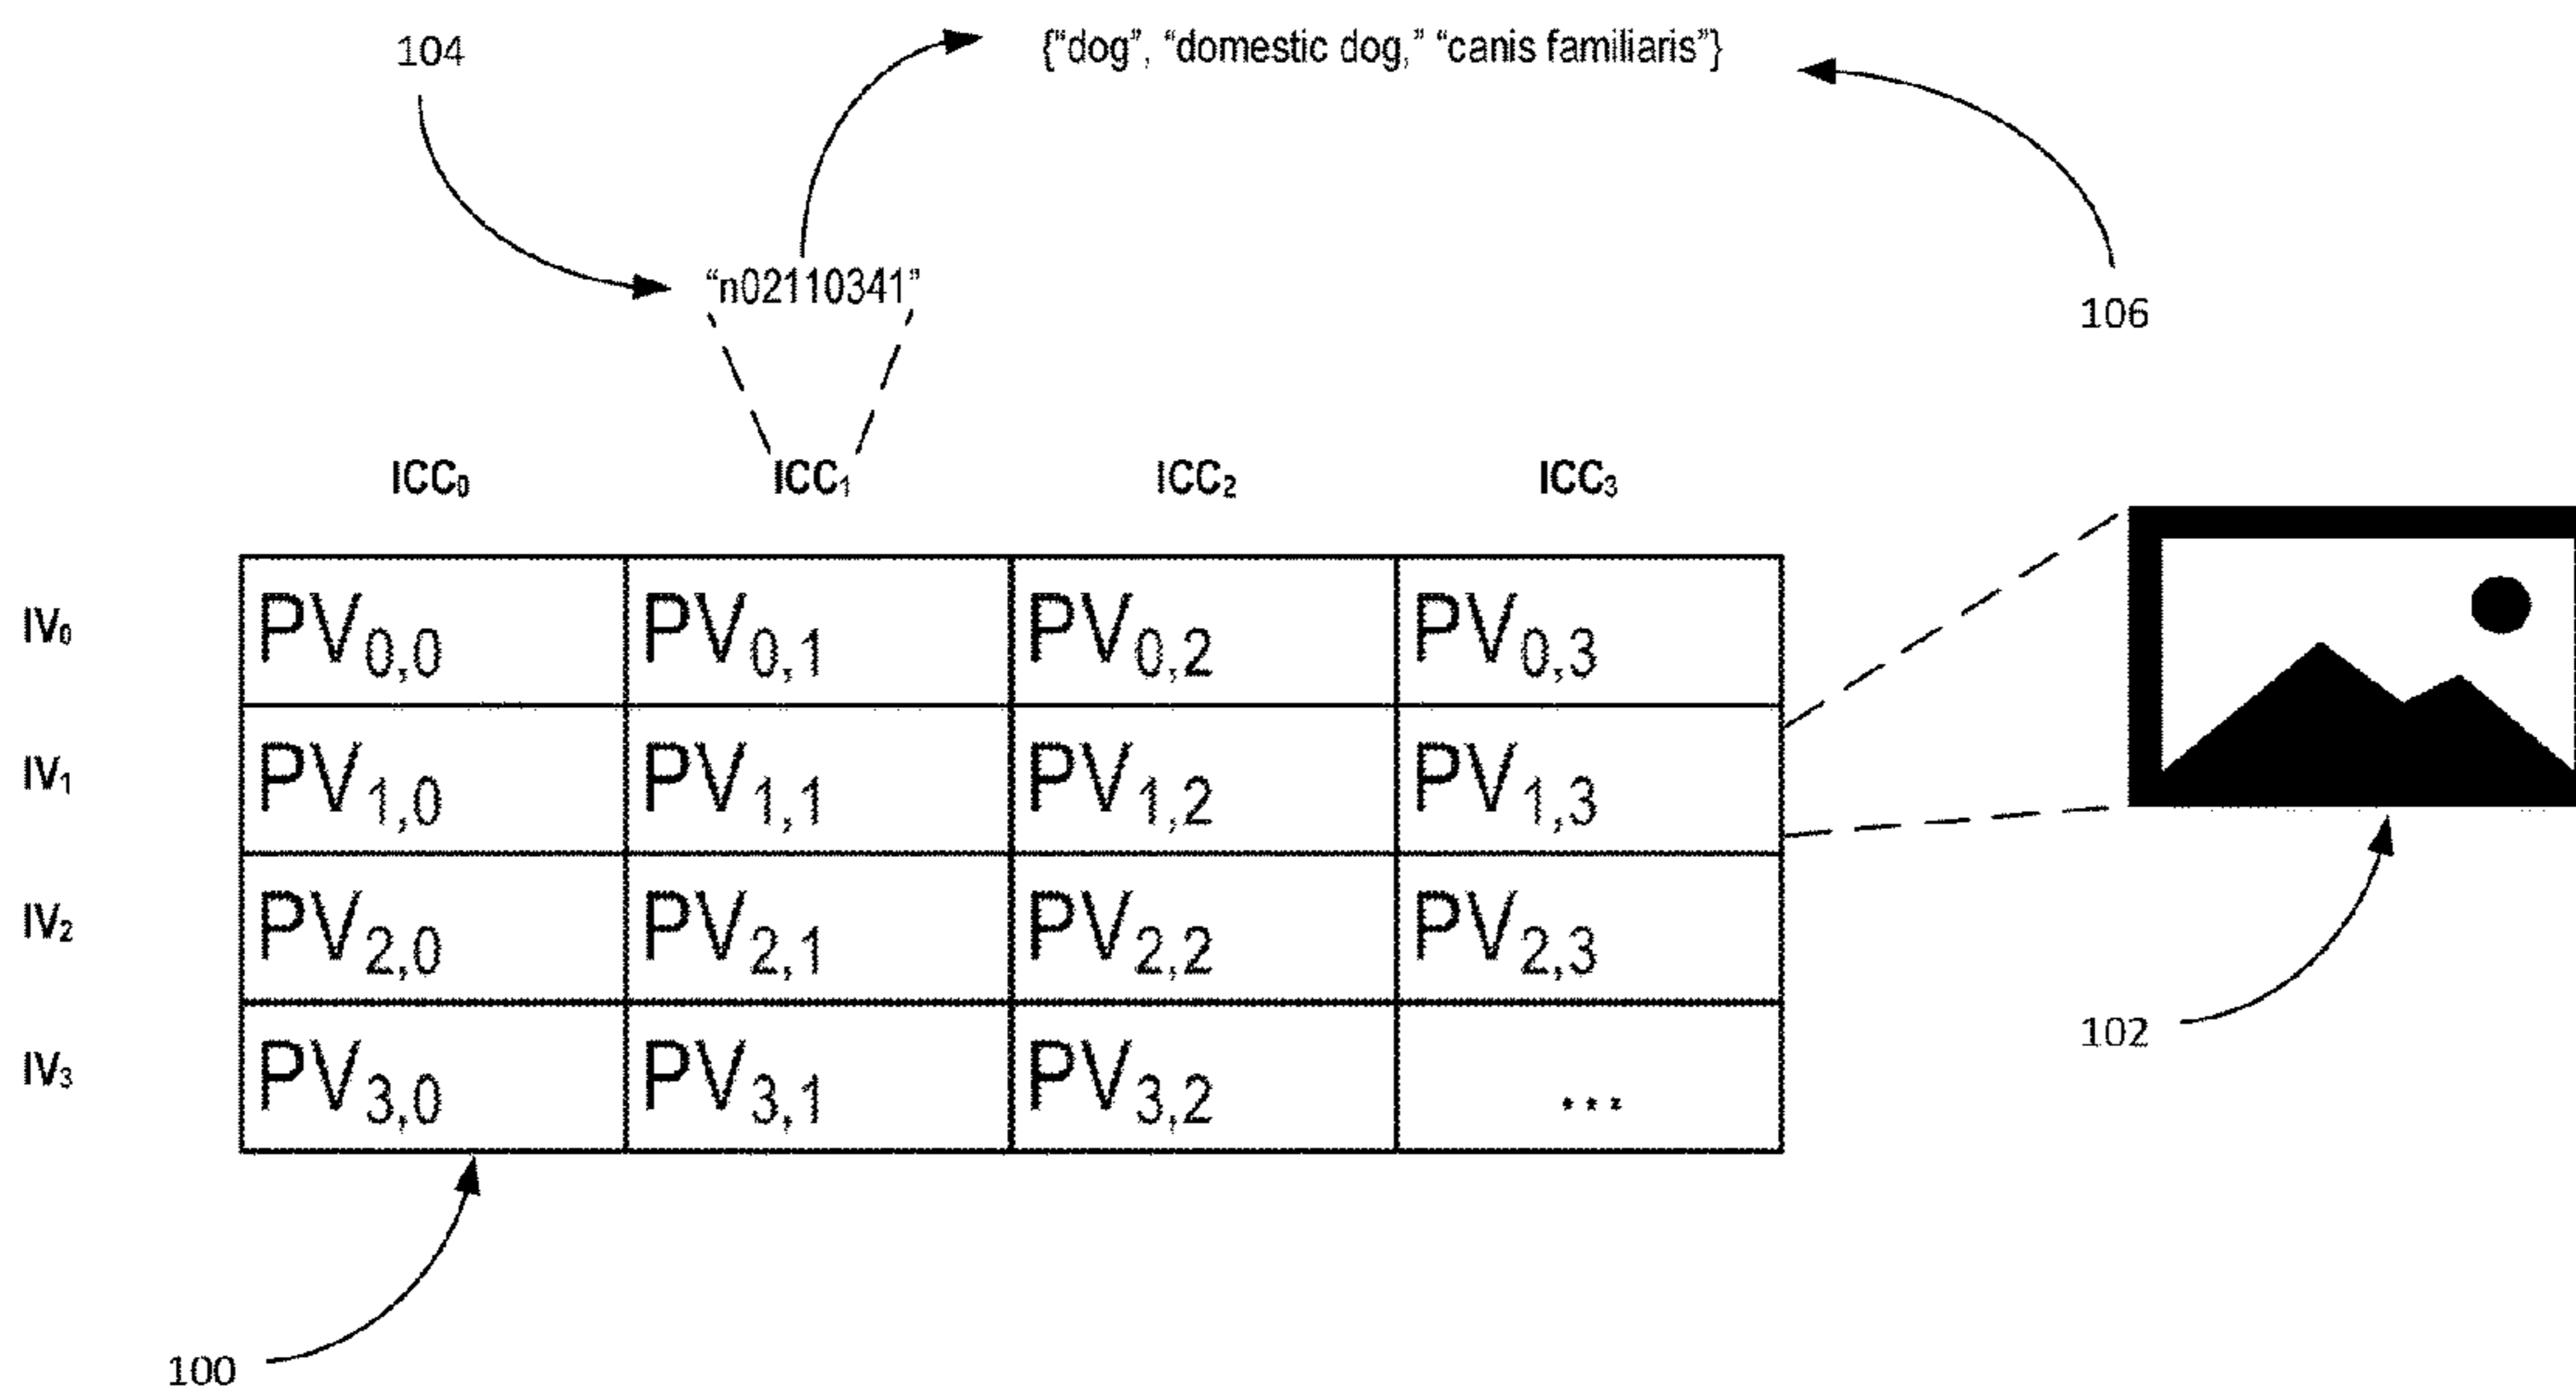 104
{“dog”, “domestic dog,” “canis familiaris”}
“n02110341”
106
ICC₀ ICC₁ ICC₂ ICC₃
IV₀ PV₀,₀ PV₀,₁ PV₀,₂ PV₀,₃
IV₁ PV₁,₀ PV₁,₁ PV₁,₂ PV₁,₃
IV₂ PV₂,₀ PV₂,₁ PV₂,₂ PV₂,₃
102
IV₃ PV₃,₀ PV₃,₁ PV₃,₂ ...
100